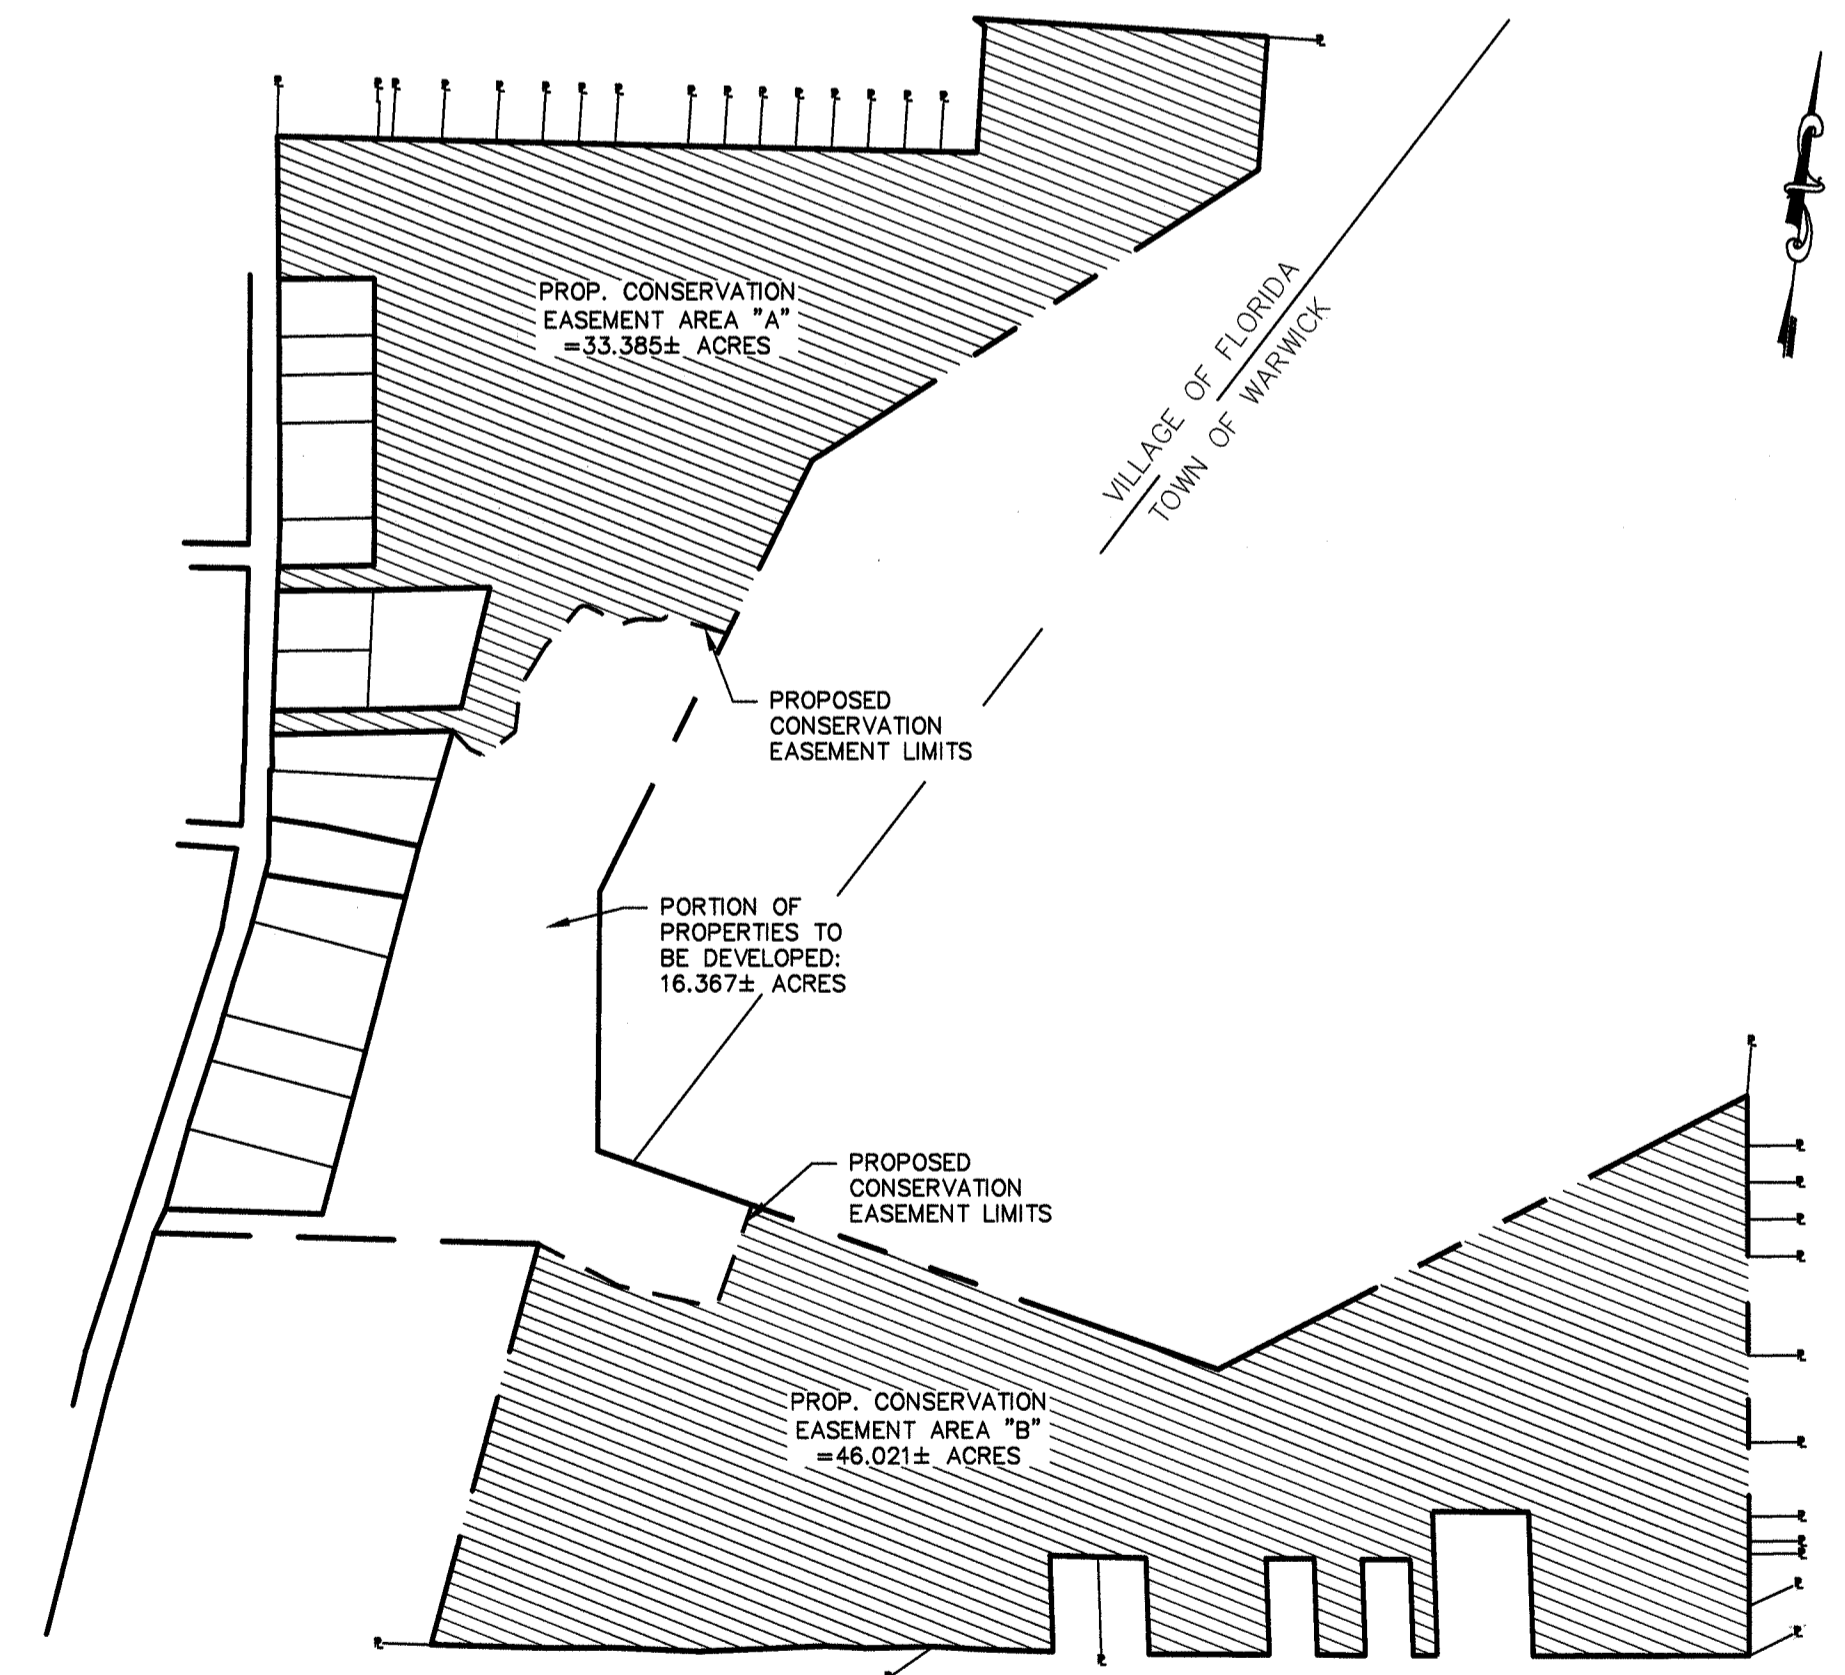 PROP. CONSERVATION
EASEMENT AREA "A"
=33.385± ACRES
VILLAGE OF FLORIDA
TOWN OF WARWICK
PROPOSED
CONSERVATION
EASEMENT LIMITS
PORTION OF
PROPERTIES TO
BE DEVELOPED:
16.367± ACRES
PROPOSED
CONSERVATION
EASEMENT LIMITS
PROP. CONSERVATION
EASEMENT AREA "B"
=46.021± ACRES